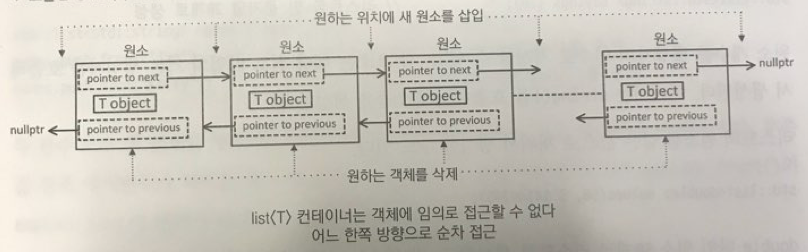 원하는 위치에 새 원소를 삽입
원소 원소 원소 원소
pointer to next pointer to next pointer to next pointer to next nullptr
T object T object T object T object
nullptr pointer to previous pointer to previous pointer to previous pointer to previous
원하는 객체를 삭제
list⟨T⟩ 컨테이너는 객체에 임의로 접근할 수 없다
어느 한쪽 방향으로 순차 접근